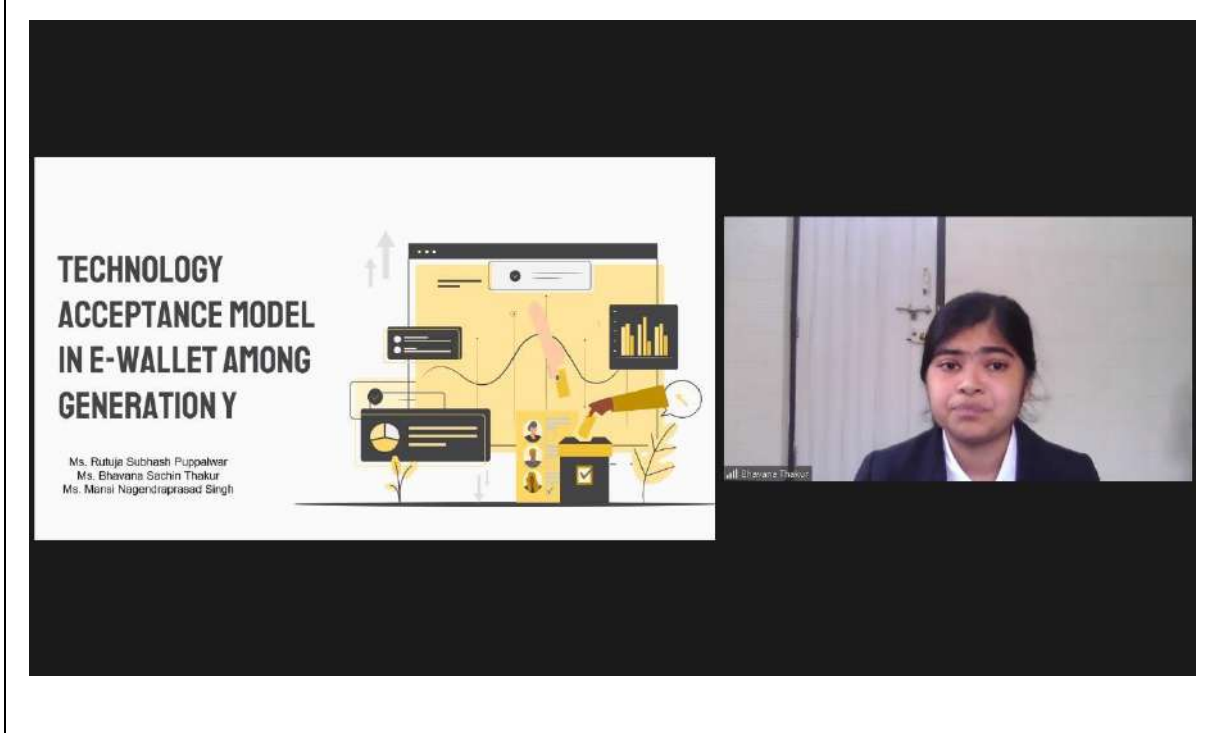 TECHNOLOGY
ACCEPTANCE MODEL
IN E-WALLET AMONG
GENERATION Y
Ms. Rutuja Subhash Puppalwar
Ms. Bhavana Sachin Thakur
Ms. Mansi Nagendraprasad Singh
Bhavana Thakur